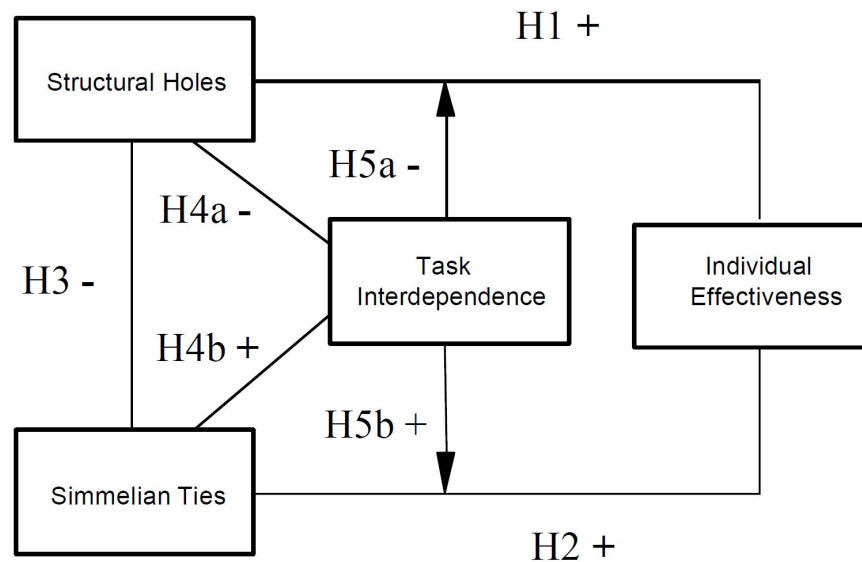 H1 +
Structural Holes
H5a -
H4a -
Task
Interdependence
Individual
Effectiveness
H3 -
H4b +
H5b +
Simmelian Ties
H2 +